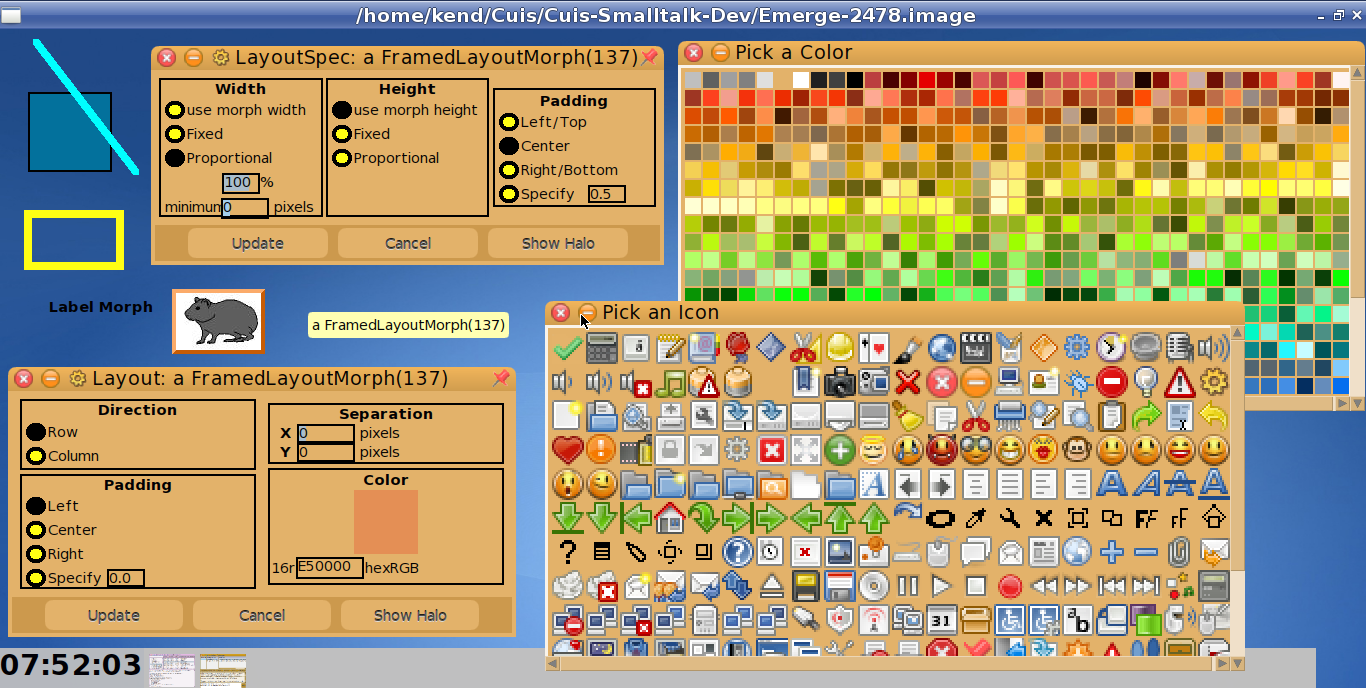 /home/kend/Cuis/Cuis-Smalltalk-Dev/Emerge-2478.image
LayoutSpec: a FramedLayoutMorph(137)
Width
use morph width
Fixed
Proportional
100 %
minimum 0 pixels
Height
use morph height
Fixed
Proportional
Padding
Left/Top
Center
Right/Bottom
Specify 0.5
Update Cancel Show Halo
Pick a Color
Label Morph
a FramedLayoutMorph(137)
Pick an Icon
31
ab
Layout: a FramedLayoutMorph(137)
Direction
Row
Column
Padding
Left
Center
Right
Specify 0.0
Separation
X 0 pixels
Y 0 pixels
Color
16r E50000 hexRGB
Update Cancel Show Halo
07:52:03